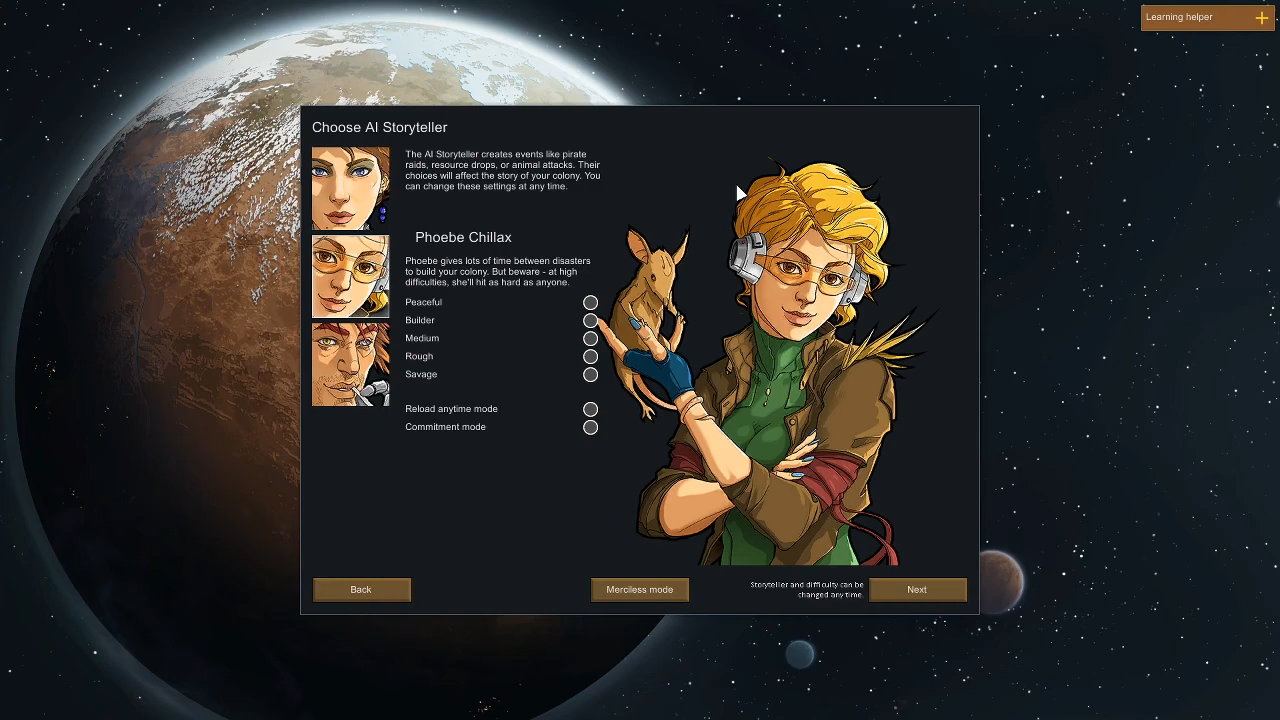 Learning helper
Choose AI Storyteller
The AI Storyteller creates events like pirate
raids, resource drops, or animal attacks. Their
choices will affect the story of your colony. You
can change these settings at any time.
Phoebe Chillax
Phoebe gives lots of time between disasters
to build your colony. But beware - at high
difficulties, she'll hit as hard as anyone.
Peaceful
Builder
Medium
Rough
Savage
Reload anytime mode
Commitment mode
Back
Merciless mode
Storyteller and difficulty can be
changed any time.
Next